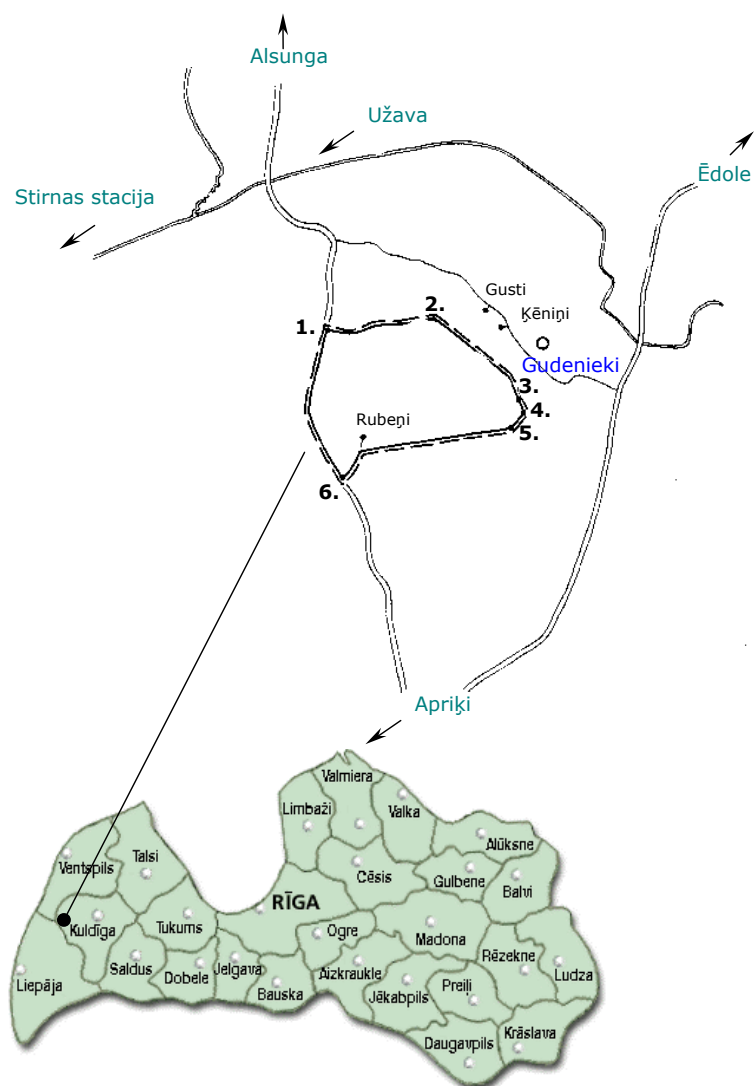 Alsunga
Užava
Ēdole
Stirnas stacija
Gusti
Ķēniņi
1.
2.
Gudenieki
3.
4.
Rubeņi
5.
6.
Apriķi
Valmiera
Limbaži
Valka
Alūksne
Talsi
Ventspils
Cēsis
Gulbene
Balvi
RĪGA
Kuldīga
Tukums
Ogre
Madona
Rēzekne
Ludza
Liepāja
Saldus
Dobele
Jelgava
Bauska
Aizkraukle
Jēkabpils
Preiļi
Krāslava
Daugavpils